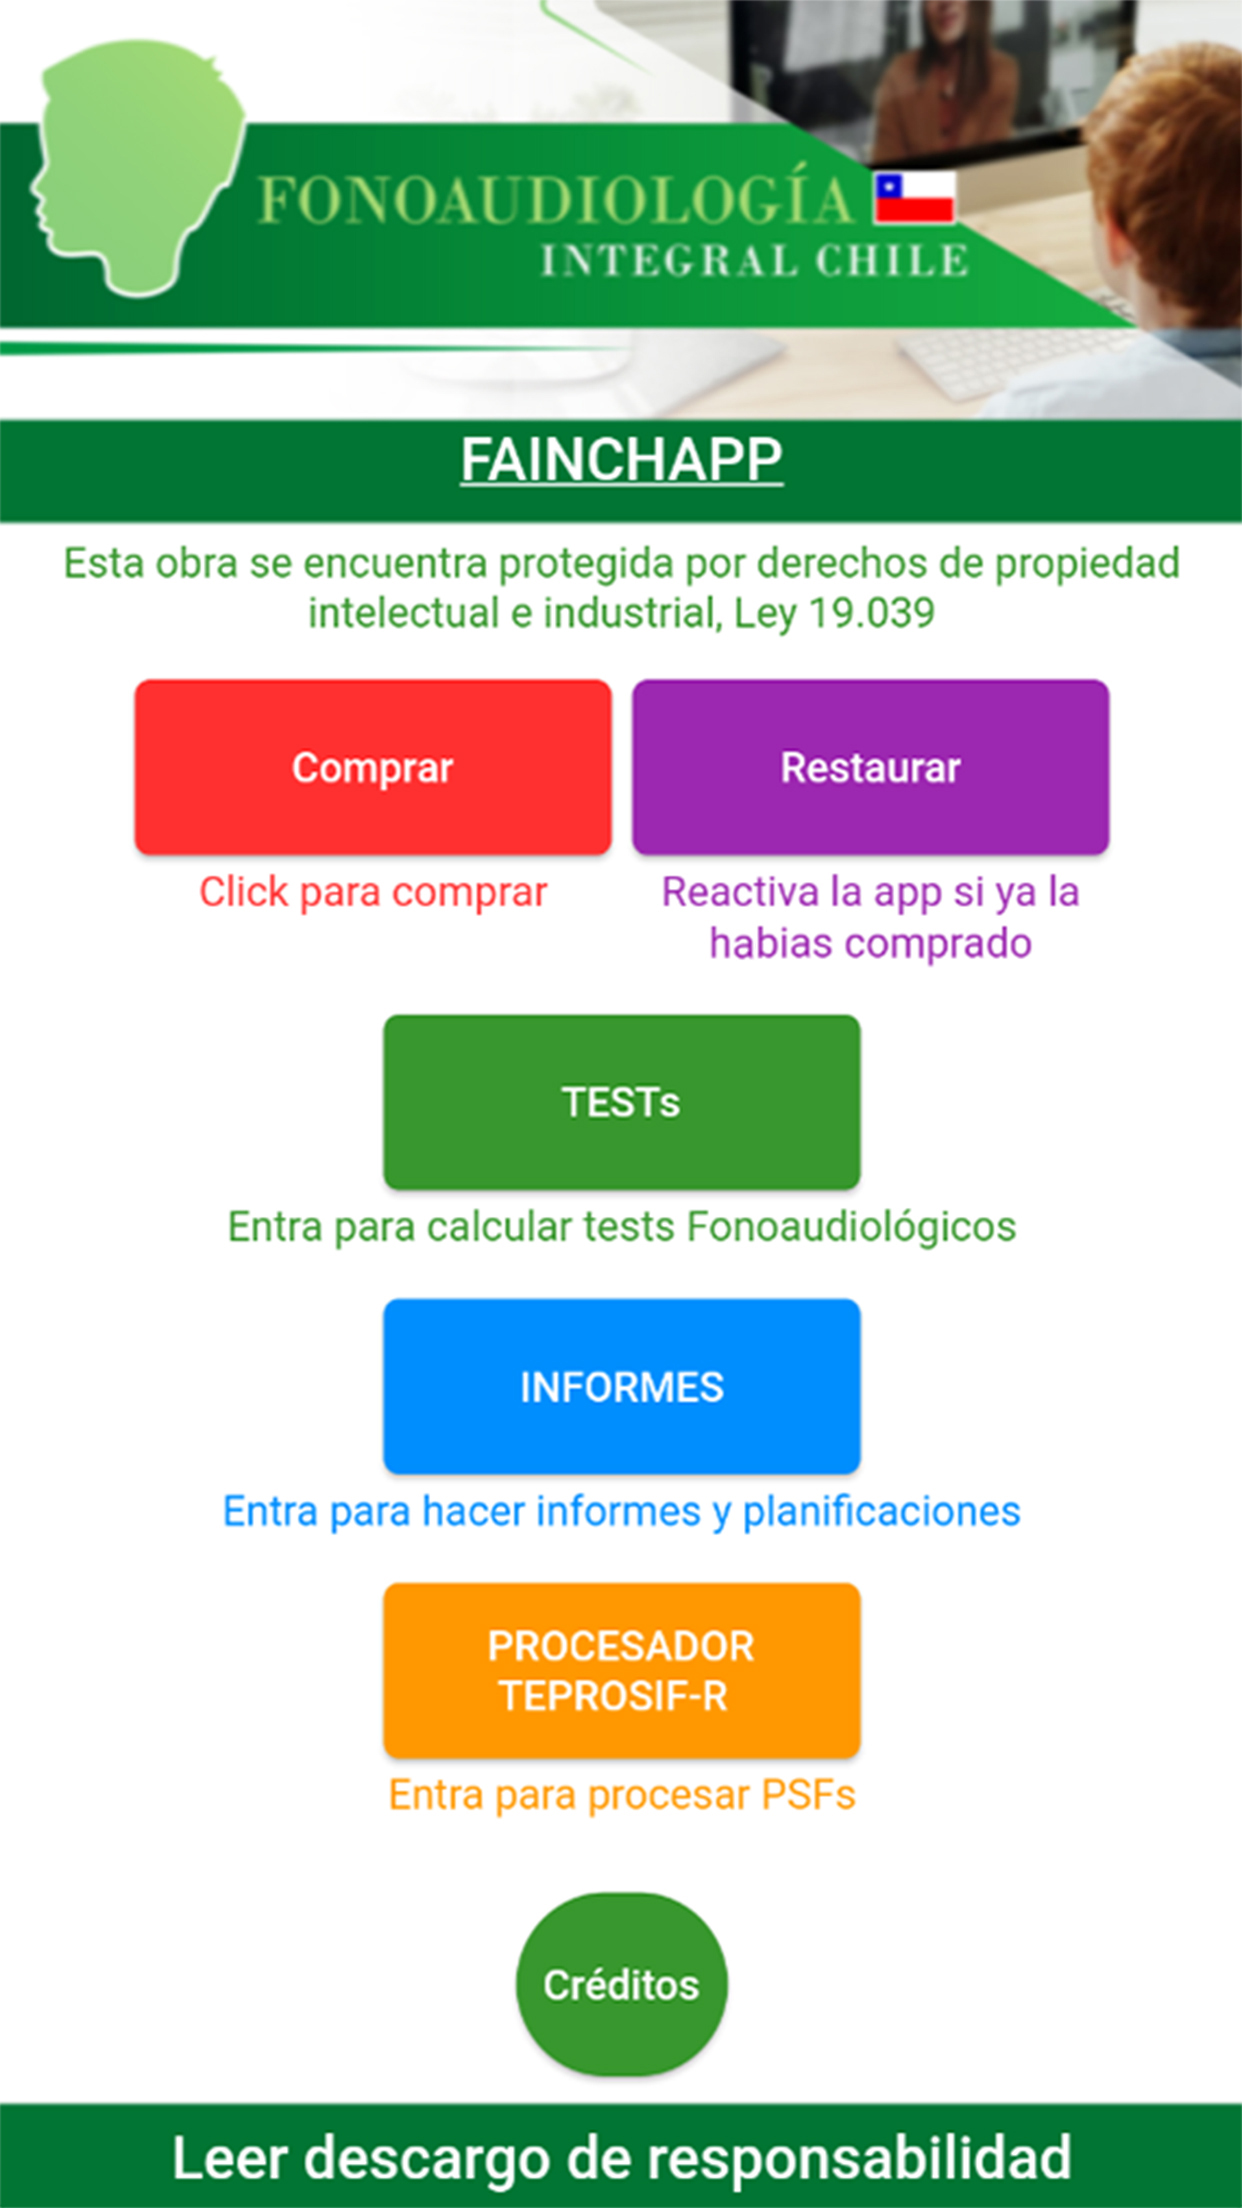 FONOAUDIOLOGÍA
INTEGRAL CHILE
FAINCHAPP
Esta obra se encuentra protegida por derechos de propiedad
intelectual e industrial, Ley 19.039
Comprar
Restaurar
Click para comprar
Reactiva la app si ya la
habias comprado
TESTs
Entra para calcular tests Fonoaudiológicos
INFORMES
Entra para hacer informes y planificaciones
PROCESADOR
TEPROSIF-R
Entra para procesar PSFs
Créditos
Leer descargo de responsabilidad